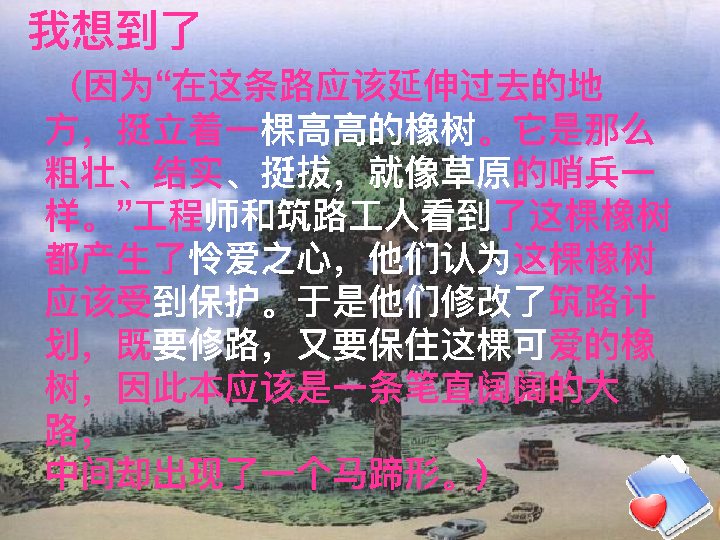 我想到了
（因为“在这条路应该延伸过去的地
方，挺立着一棵高高的橡树。它是那么
粗壮、结实、挺拔，就像草原的哨兵一
样。”工程师和筑路工人看到了这棵橡树
都产生了怜爱之心，他们认为这棵橡树
应该受到保护。于是他们修改了筑路计
划，既要修路，又要保住这棵可爱的橡
树，因此本应该是一条笔直阔阔的大
路，
中间却出现了一个马蹄形。）